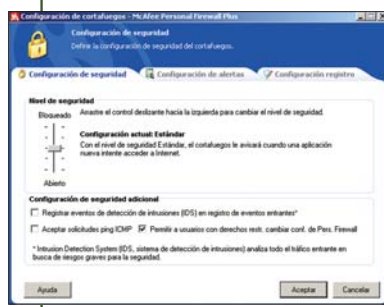 Configuración de cortafuegos - McAfee Personal Firewall Plus
Configuración de seguridad
Definir la configuración de seguridad del cortafuegos.
Configuración de seguridad
Configuración de alertas
Configuración registro
Nivel de seguridad
Bloqueado
Arrastre el control deslizante hacia la izquierda para cambiar el nivel de seguridad.
Configuración actual: Estándar
Con el nivel de seguridad Estándar, el cortafuegos le avisará cuando una aplicación
nueva intente acceder a Internet.
Abierto
Configuración de seguridad adicional
Registrar eventos de detección de intrusiones (IDS) en registro de eventos entrantes*
Aceptar solicitudes ping ICMP
Permitir a usuarios con derechos restr. cambiar conf. de Pers. Firewall
* Intrusion Detection System (IDS, sistema de detección de intrusiones) analiza todo el tráfico entrante en
busca de riesgos graves para la seguridad.
Ayuda
Aceptar
Cancelar